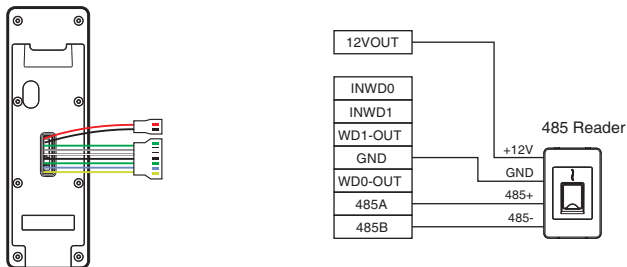 12VOUT
INWD0
INWD1
WD1-OUT
GND
WD0-OUT
485A
485B
485 Reader
+12V
GND
485+
485-